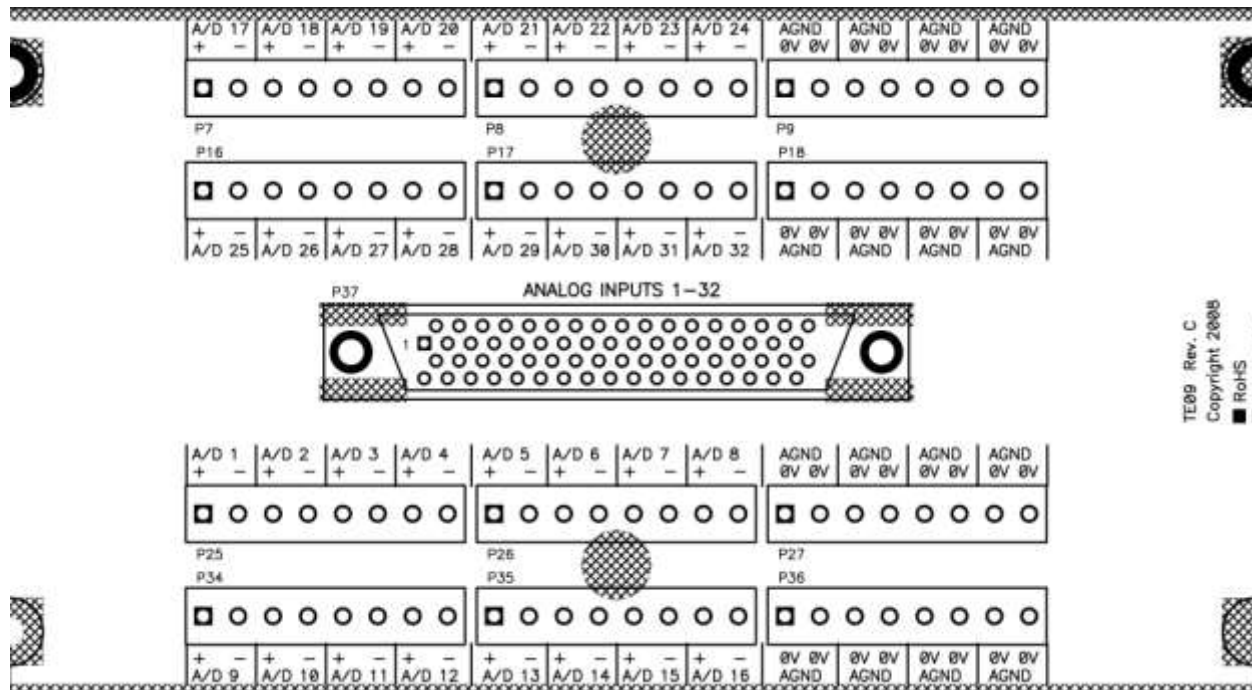 A/D 17 A/D 18 A/D 19 A/D 20 A/D 21 A/D 22 A/D 23 A/D 24 AGND AGND AGND AGND
+ − + − + − + − + − + − + − + − 0V 0V 0V 0V 0V 0V 0V 0V
P7 P8 P9
P16 P17 P18
+ − + − + − + − + − + − + − + − 0V 0V 0V 0V 0V 0V 0V 0V
A/D 25 A/D 26 A/D 27 A/D 28 A/D 29 A/D 30 A/D 31 A/D 32 AGND AGND AGND AGND
P37 ANALOG INPUTS 1−32
1
TE09 Rev. C
Copyright 2008
RoHS
A/D 1 A/D 2 A/D 3 A/D 4 A/D 5 A/D 6 A/D 7 A/D 8 AGND AGND AGND AGND
+ − + − + − + − + − + − + − + − 0V 0V 0V 0V 0V 0V 0V 0V
P25 P26 P27
P34 P35 P36
+ − + − + − + − + − + − + − + − 0V 0V 0V 0V 0V 0V 0V 0V
A/D 9 A/D 10 A/D 11 A/D 12 A/D 13 A/D 14 A/D 15 A/D 16 AGND AGND AGND AGND